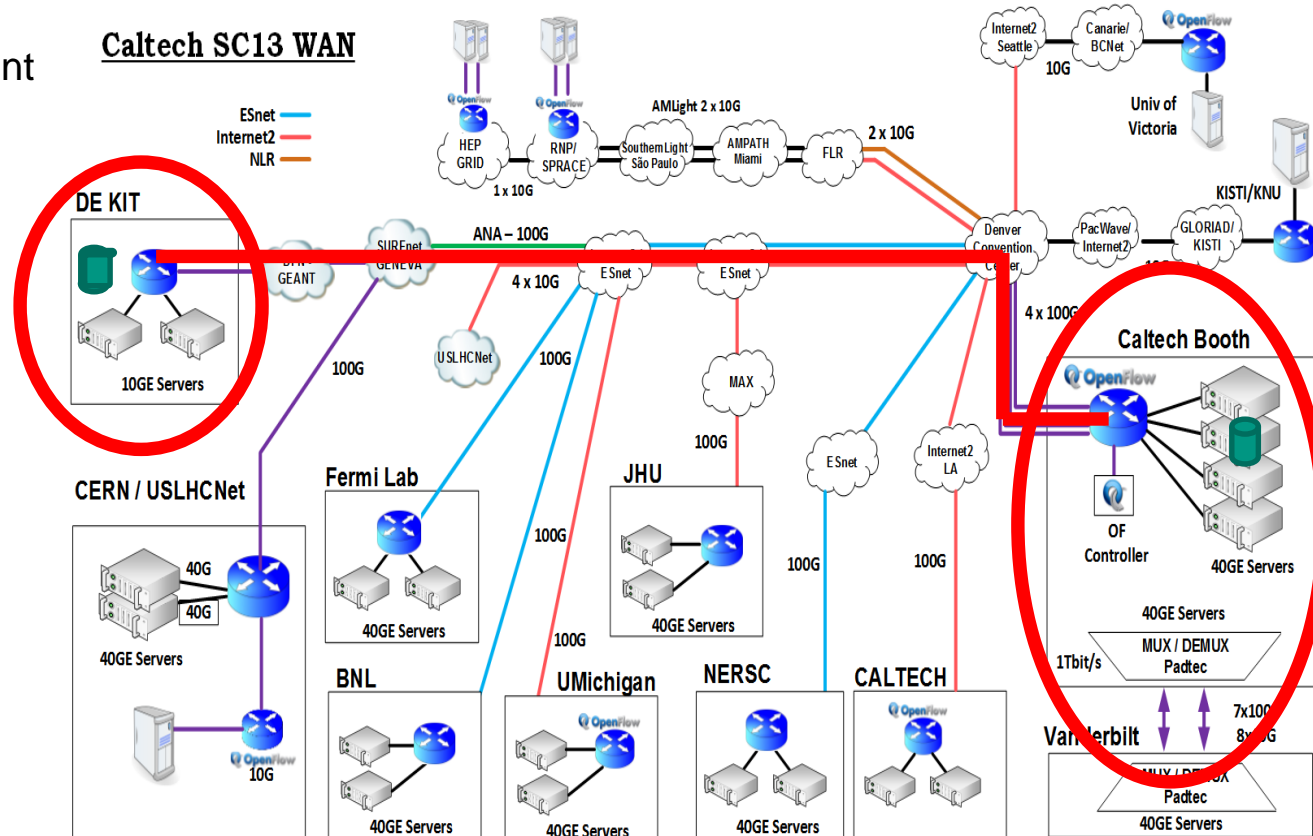 nt
Caltech SC13 WAN
ESnet
Internet2
NLR
OpenFlow
HEP
GRID
1 x 10G
OpenFlow
RNP/
SPRACE
SouthernLight
São Paulo
AMLight 2 x 10G
AMPATH
Miami
FLR
2 x 10G
Internet2
Seattle
10G
Canarie/
BCNet
OpenFlow
Univ of
Victoria
KISTI/KNU
DE KIT
10GE Servers
GEANT
SURFnet
GENEVA
ANA – 100G
4 x 10G
ESnet
ESnet
Denver
Convention
Center
PacWave/
Internet2
GLORIAD/
KISTI
4 x 100G
USLHCNet
100G
100G
MAX
100G
ESnet
Internet2
LA
Caltech Booth
OpenFlow
OF
Controller
40GE Servers
40GE Servers
1Tbit/s
MUX / DEMUX
Padtec
CERN / USLHCNet
40G
40G
40GE Servers
OpenFlow
10G
Fermi Lab
40GE Servers
100G
100G
JHU
40GE Servers
100G
100G
BNL
40GE Servers
UMichigan
OpenFlow
40GE Servers
NERSC
40GE Servers
CALTECH
OpenFlow
Vanderbilt
7x100
Padtec
40GE Servers